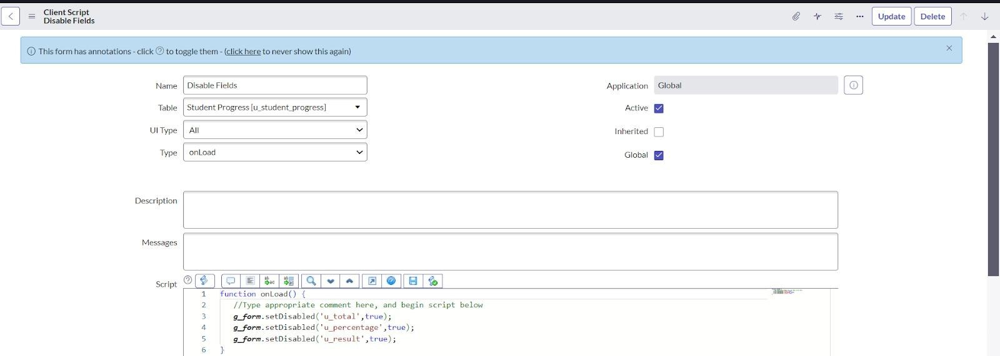 Client Script
Disable Fields
Update
Delete
This form has annotations - click ? to toggle them - (click here to never show this again)
Name
Disable Fields
Application
Global
Table
Student Progress [u_student_progress]
Active
UI Type
All
Inherited
Type
onLoad
Global
Description
Messages
Script
1 function onLoad() {
2 //Type appropriate comment here, and begin script below
3 g_form.setDisabled('u_total',true);
4 g_form.setDisabled('u_percentage',true);
5 g_form.setDisabled('u_result',true);
6 }